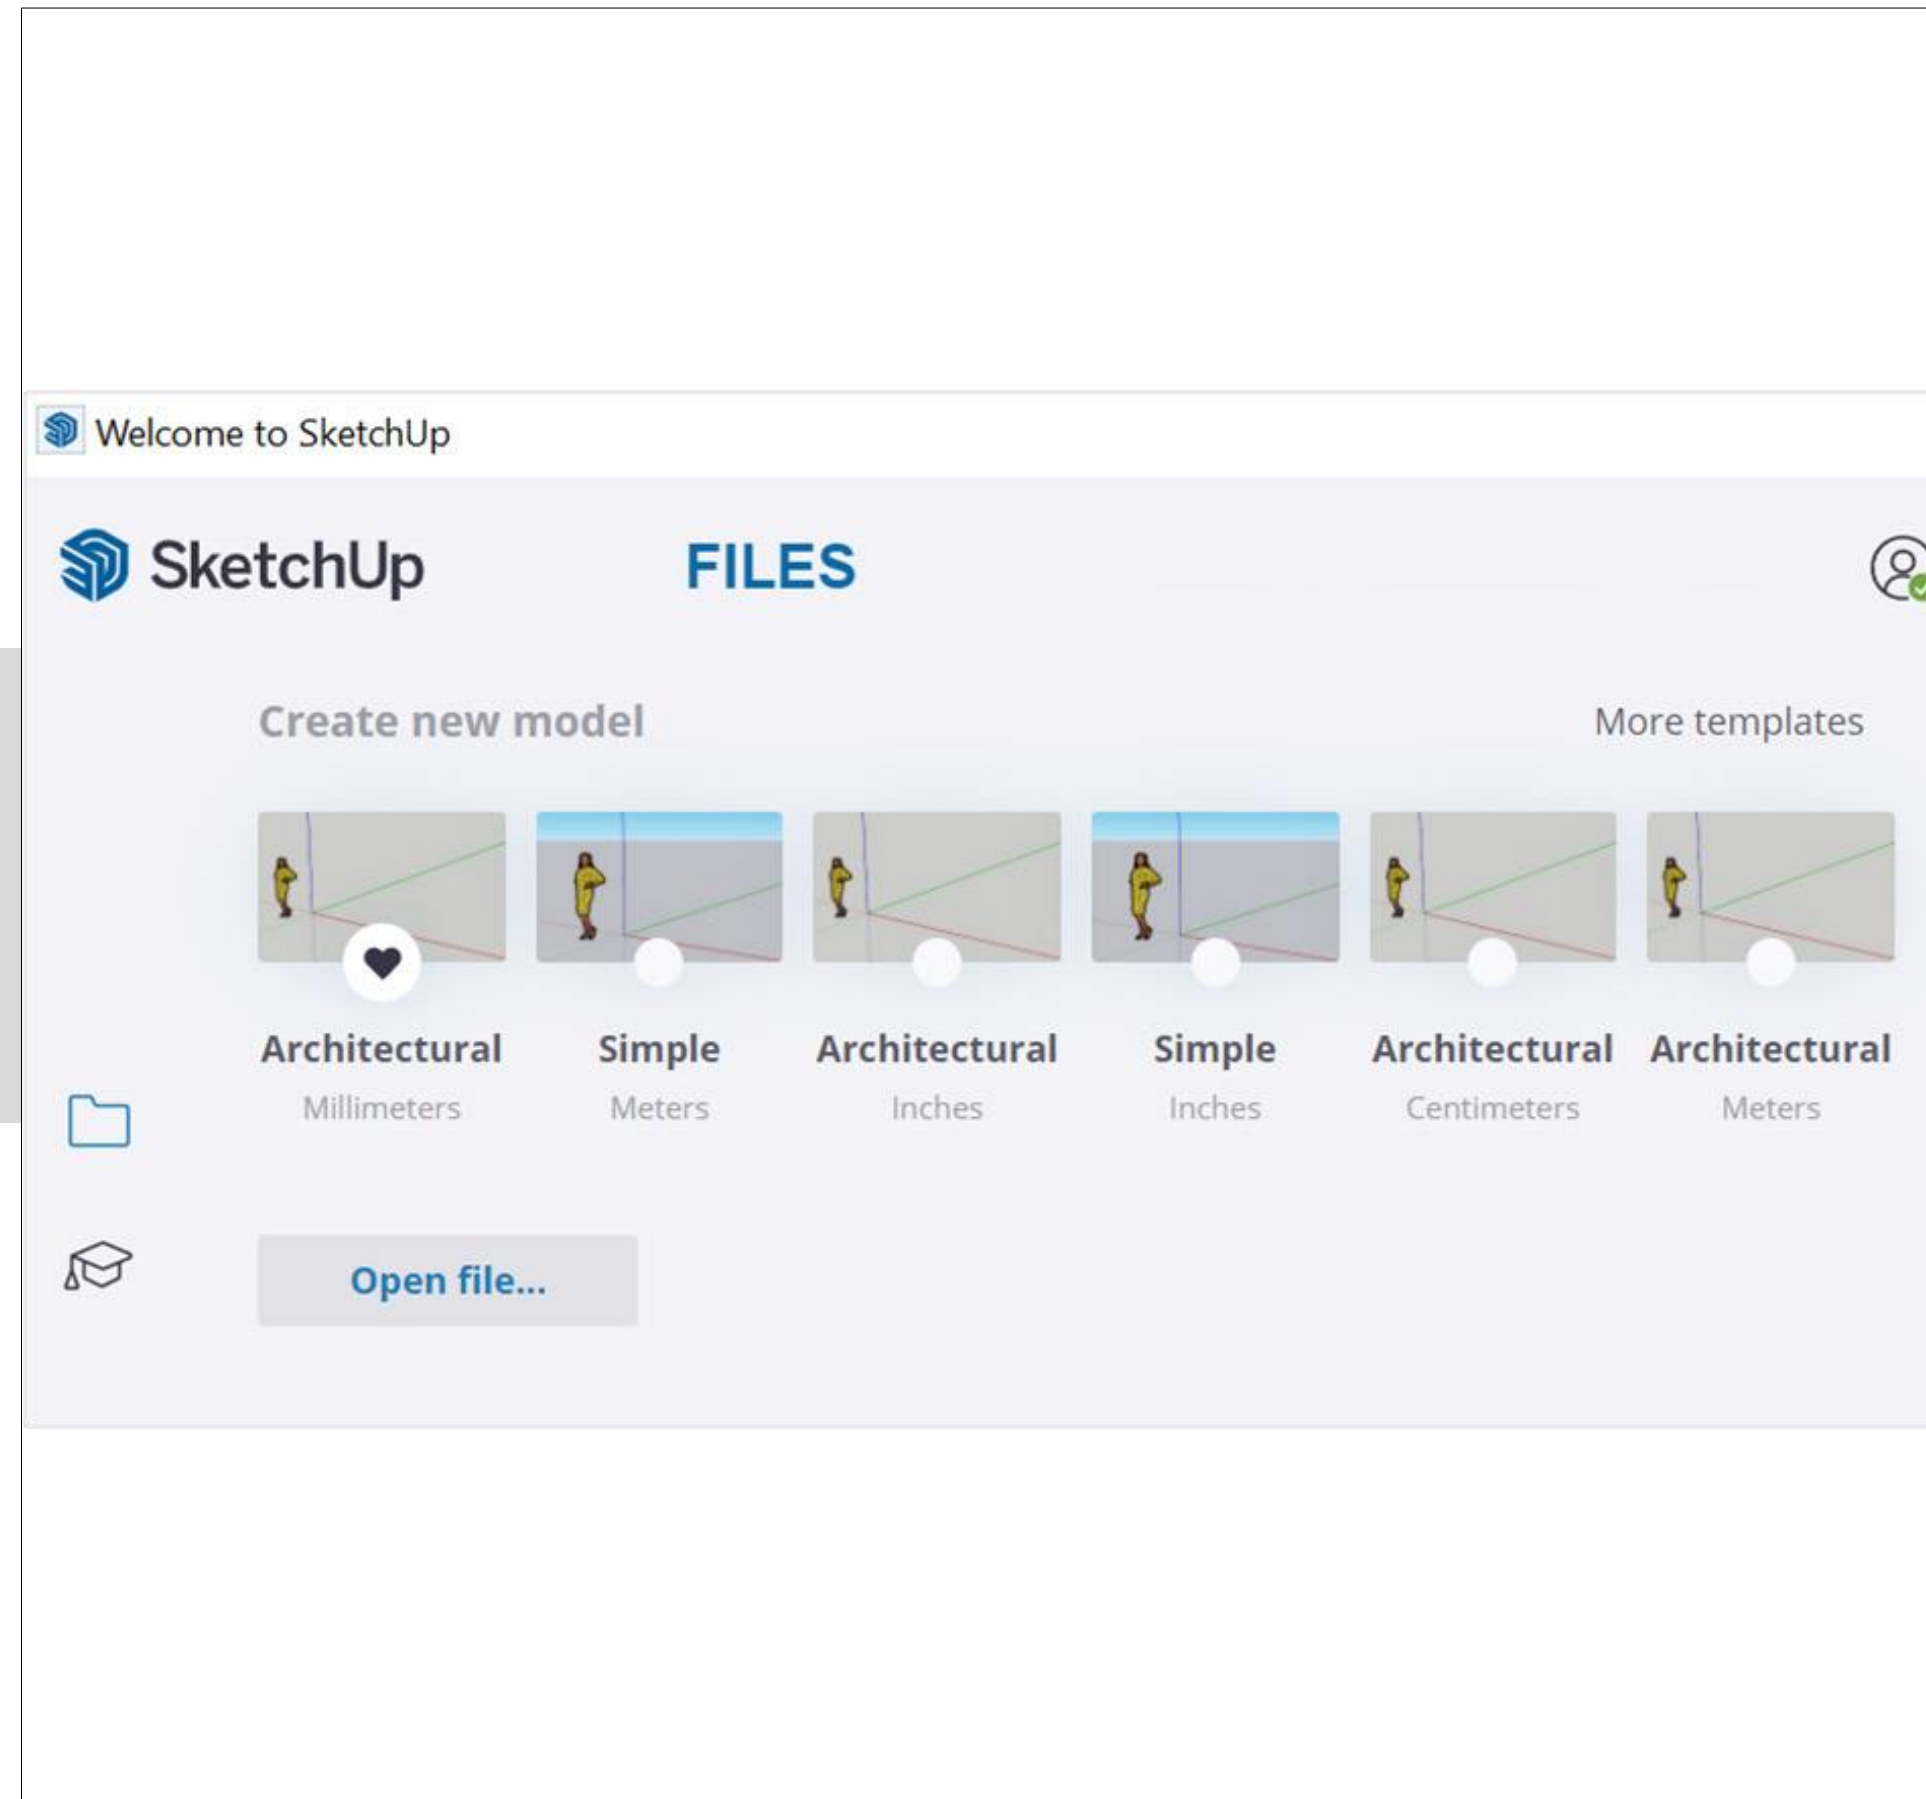 Welcome to SketchUp
SketchUp FILES
Create new model More templates
Architectural Simple Architectural Simple Architectural Architectural
Millimeters Meters Inches Inches Centimeters Meters
Open file...